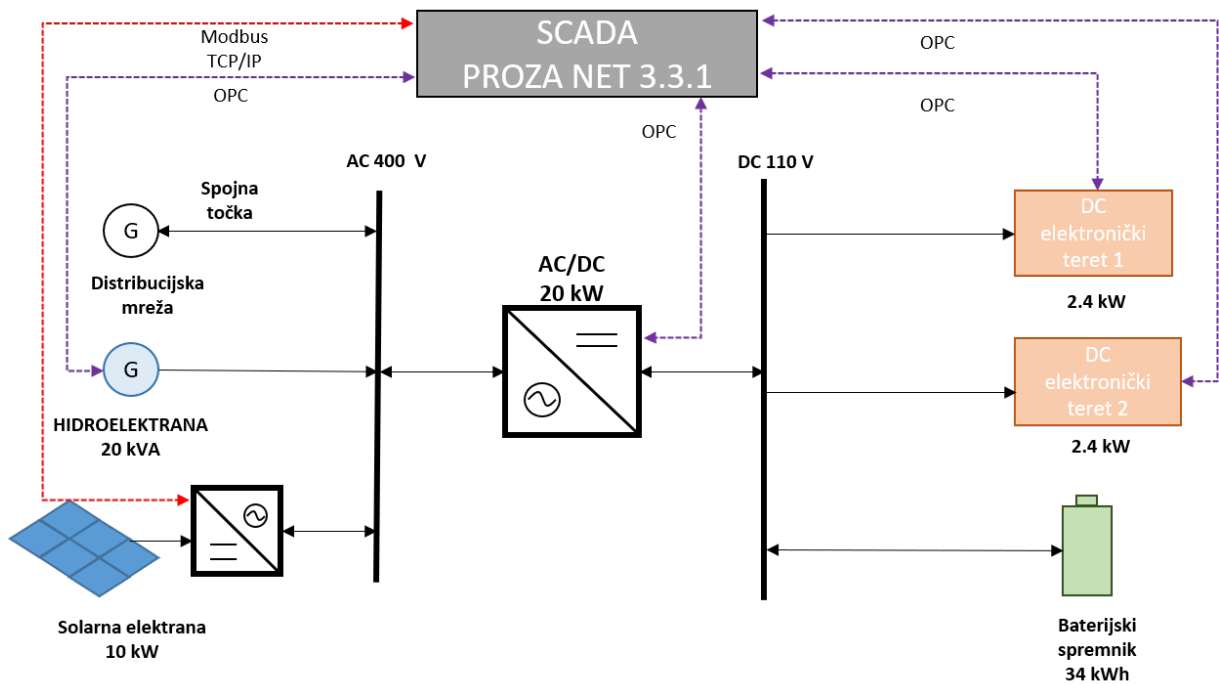 SCADA
PROZA NET 3.3.1
Modbus
TCP/IP
OPC
OPC
OPC
OPC
AC 400 V
DC 110 V
Spojna
točka
G
Distribucijska
mreža
AC/DC
20 kW
DC
elektronički
teret 1
2.4 kW
G
HIDROELEKTRANA
20 kVA
DC
elektronički
teret 2
2.4 kW
Solarna elektrana
10 kW
Baterijski
spremnik
34 kWh